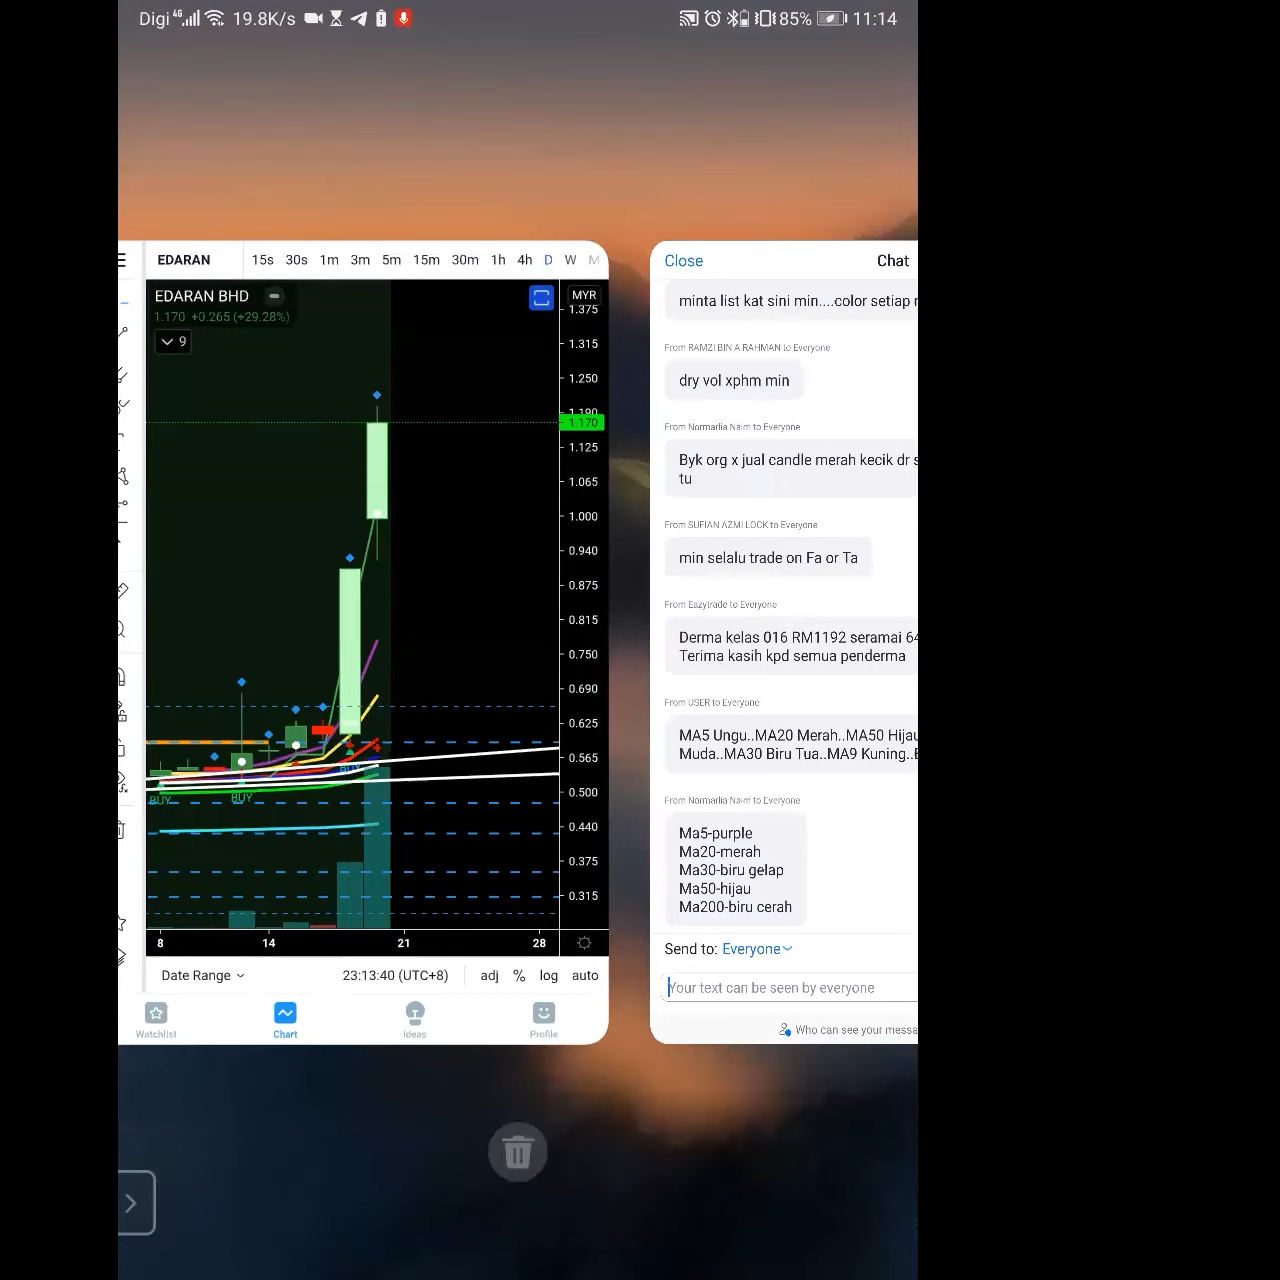 Digi 4G 19.8K/s 85% 11:14
EDARAN 15s 30s 1m 3m 5m 15m 30m 1h 4h D W M
EDARAN BHD
1.170 +0.265 (+29.28%)
9
MYR
1.375
1.315
1.250
1.190
1.170
1.125
1.065
1.000
0.940
0.875
0.815
0.750
0.690
0.625
0.565
0.500
0.440
0.375
0.315
BUY
BUY
BUY
8 14 21 28
Date Range 23:13:40 (UTC+8) adj % log auto
Watchlist Chart Ideas Profile
Close Chat
minta list kat sini min....color setiap
From RAMZI BIN A RAHMAN to Everyone
dry vol xphm min
From Normarlia Naim to Everyone
Byk org x jual candle merah kecik dr s
tu
From SUFIAN AZMI LOCK to Everyone
min selalu trade on Fa or Ta
From Eazytrade to Everyone
Derma kelas 016 RM1192 seramai 64
Terima kasih kpd semua penderma
From USER to Everyone
MA5 Ungu..MA20 Merah..MA50 Hijau
Muda..MA30 Biru Tua..MA9 Kuning..
From Normarlia Naim to Everyone
Ma5-purple
Ma20-merah
Ma30-biru gelap
Ma50-hijau
Ma200-biru cerah
Send to: Everyone
Your text can be seen by everyone
Who can see your messa